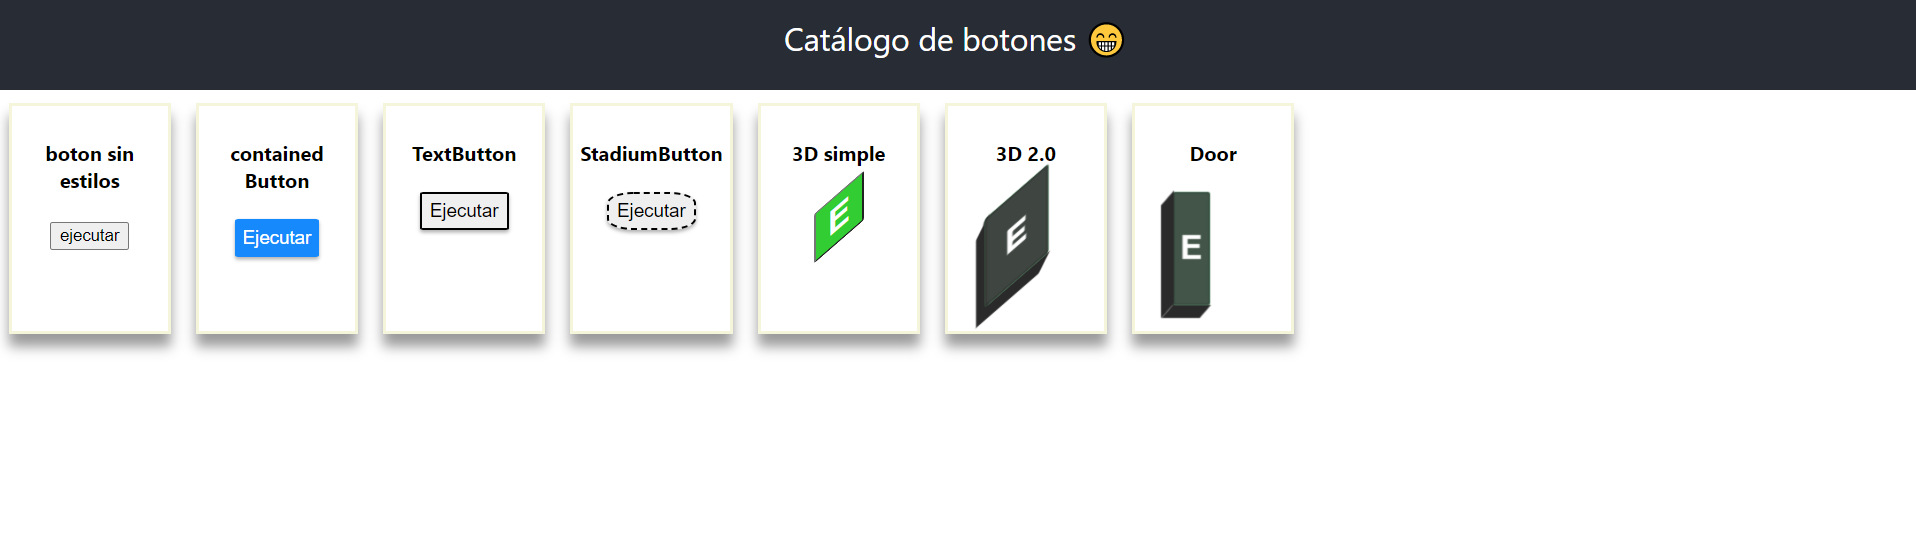 Catálogo de botones 😁
boton sin
estilos
ejecutar
contained
Button
Ejecutar
TextButton
Ejecutar
StadiumButton
Ejecutar
3D simple
E
3D 2.0
E
Door
E